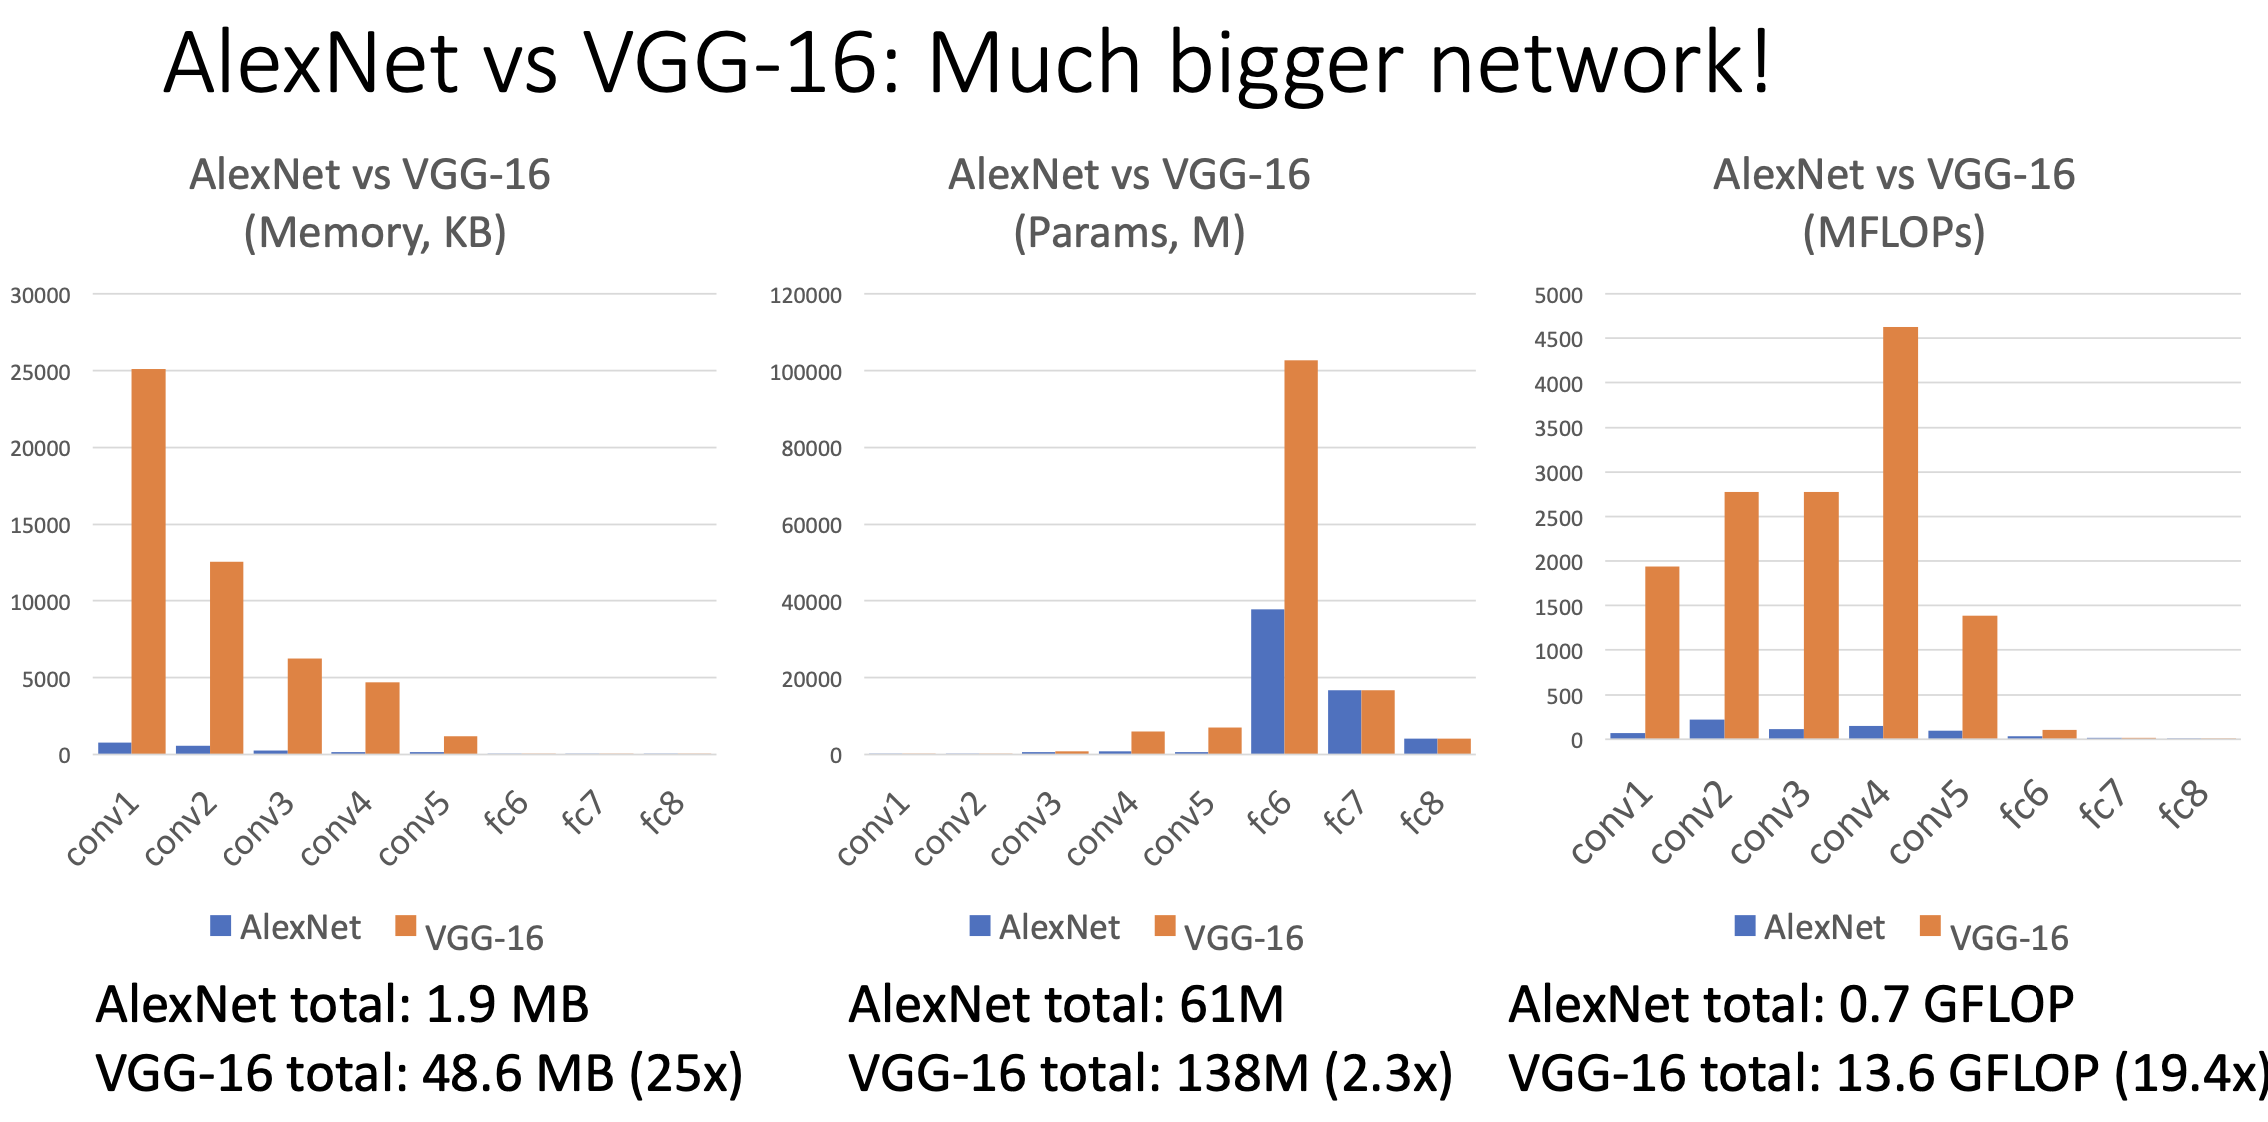 AlexNet vs VGG-16: Much bigger network!
AlexNet vs VGG-16
(Memory, KB)
30000
25000
20000
15000
10000
5000
0
conv1
conv2
conv3
conv4
conv5
fc6
fc7
fc8
AlexNet
VGG-16
AlexNet total: 1.9 MB
VGG-16 total: 48.6 MB (25x)
AlexNet vs VGG-16
(Params, M)
120000
100000
80000
60000
40000
20000
0
conv1
conv2
conv3
conv4
conv5
fc6
fc7
fc8
AlexNet
VGG-16
AlexNet total: 61M
VGG-16 total: 138M (2.3x)
AlexNet vs VGG-16
(MFLOPs)
5000
4500
4000
3500
3000
2500
2000
1500
1000
500
0
conv1
conv2
conv3
conv4
conv5
fc6
fc7
fc8
AlexNet
VGG-16
AlexNet total: 0.7 GFLOP
VGG-16 total: 13.6 GFLOP (19.4x)